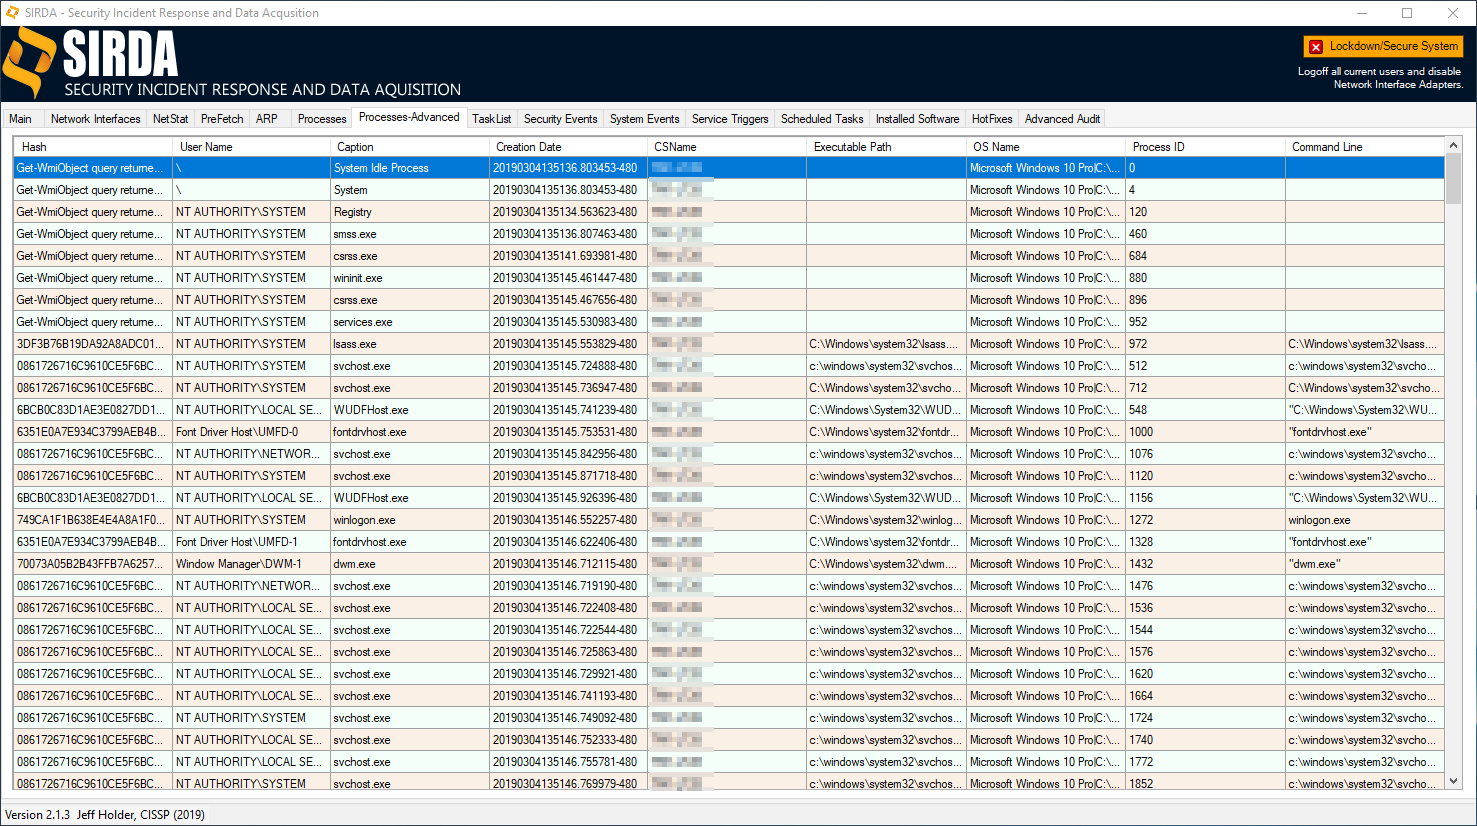 SIRDA - Security Incident Response and Data Acqusition
SIRDA
SECURITY INCIDENT RESPONSE AND DATA AQUISITION
Lockdown/Secure System
Logoff all current users and disable
Network Interface Adapters.
Main Network Interfaces NetStat PreFetch ARP Processes Processes-Advanced TaskList Security Events System Events Service Triggers Scheduled Tasks Installed Software HotFixes Advanced Audit
Hash User Name Caption Creation Date CSName Executable Path OS Name Process ID Command Line
Get-WmiObject query returne... \ System Idle Process 20190304135136.803453-480 Microsoft Windows 10 Pro|C:\... 0
Get-WmiObject query returne... \ System 20190304135136.803453-480 Microsoft Windows 10 Pro|C:\... 4
Get-WmiObject query returne... NT AUTHORITY\SYSTEM Registry 20190304135134.563623-480 Microsoft Windows 10 Pro|C:\... 120
Get-WmiObject query returne... NT AUTHORITY\SYSTEM smss.exe 20190304135136.807463-480 Microsoft Windows 10 Pro|C:\... 460
Get-WmiObject query returne... NT AUTHORITY\SYSTEM csrss.exe 20190304135141.693981-480 Microsoft Windows 10 Pro|C:\... 684
Get-WmiObject query returne... NT AUTHORITY\SYSTEM wininit.exe 20190304135145.461447-480 Microsoft Windows 10 Pro|C:\... 880
Get-WmiObject query returne... NT AUTHORITY\SYSTEM csrss.exe 20190304135145.467656-480 Microsoft Windows 10 Pro|C:\... 896
Get-WmiObject query returne... NT AUTHORITY\SYSTEM services.exe 20190304135145.530983-480 Microsoft Windows 10 Pro|C:\... 952
3DF3B76B19DA92A8ADC01... NT AUTHORITY\SYSTEM lsass.exe 20190304135145.553829-480 C:\Windows\system32\lsass.... Microsoft Windows 10 Pro|C:\... 972 C:\Windows\system32\lsass....
0861726716C9610CE5F6BC... NT AUTHORITY\SYSTEM svchost.exe 20190304135145.724888-480 c:\windows\system32\svchos... Microsoft Windows 10 Pro|C:\... 512 c:\windows\system32\svcho...
0861726716C9610CE5F6BC... NT AUTHORITY\SYSTEM svchost.exe 20190304135145.736947-480 C:\Windows\system32\svchos... Microsoft Windows 10 Pro|C:\... 712 C:\Windows\system32\svcho...
6BCB0C83D1AE3E0827DD1... NT AUTHORITY\LOCAL SE... WUDFHost.exe 20190304135145.741239-480 C:\Windows\System32\WUD... Microsoft Windows 10 Pro|C:\... 548 "C:\Windows\System32\WU...
6351E0A7E934C3799AEB4B... Font Driver Host\UMFD-0 fontdrvhost.exe 20190304135145.753531-480 C:\Windows\system32\fontdr... Microsoft Windows 10 Pro|C:\... 1000 "fontdrvhost.exe"
0861726716C9610CE5F6BC... NT AUTHORITY\NETWOR... svchost.exe 20190304135145.842956-480 c:\windows\system32\svchos... Microsoft Windows 10 Pro|C:\... 1076 c:\windows\system32\svcho...
0861726716C9610CE5F6BC... NT AUTHORITY\SYSTEM svchost.exe 20190304135145.871718-480 c:\windows\system32\svchos... Microsoft Windows 10 Pro|C:\... 1120 c:\windows\system32\svcho...
6BCB0C83D1AE3E0827DD1... NT AUTHORITY\LOCAL SE... WUDFHost.exe 20190304135145.926396-480 C:\Windows\System32\WUD... Microsoft Windows 10 Pro|C:\... 1156 "C:\Windows\System32\WU...
749CA1F1B638E4E4A8A1F0... NT AUTHORITY\SYSTEM winlogon.exe 20190304135146.552257-480 C:\Windows\system32\winlog... Microsoft Windows 10 Pro|C:\... 1272 winlogon.exe
6351E0A7E934C3799AEB4B... Font Driver Host\UMFD-1 fontdrvhost.exe 20190304135146.622406-480 C:\Windows\system32\fontdr... Microsoft Windows 10 Pro|C:\... 1328 "fontdrvhost.exe"
70073A05B2B43FFB7A6257... Window Manager\DWM-1 dwm.exe 20190304135146.712115-480 C:\Windows\system32\dwm.... Microsoft Windows 10 Pro|C:\... 1432 "dwm.exe"
0861726716C9610CE5F6BC... NT AUTHORITY\NETWOR... svchost.exe 20190304135146.719190-480 c:\windows\system32\svchos... Microsoft Windows 10 Pro|C:\... 1476 c:\windows\system32\svcho...
0861726716C9610CE5F6BC... NT AUTHORITY\LOCAL SE... svchost.exe 20190304135146.722408-480 c:\windows\system32\svchos... Microsoft Windows 10 Pro|C:\... 1536 c:\windows\system32\svcho...
0861726716C9610CE5F6BC... NT AUTHORITY\LOCAL SE... svchost.exe 20190304135146.722544-480 c:\windows\system32\svchos... Microsoft Windows 10 Pro|C:\... 1544 c:\windows\system32\svcho...
0861726716C9610CE5F6BC... NT AUTHORITY\LOCAL SE... svchost.exe 20190304135146.725863-480 c:\windows\system32\svchos... Microsoft Windows 10 Pro|C:\... 1576 c:\windows\system32\svcho...
0861726716C9610CE5F6BC... NT AUTHORITY\LOCAL SE... svchost.exe 20190304135146.729921-480 c:\windows\system32\svchos... Microsoft Windows 10 Pro|C:\... 1620 c:\windows\system32\svcho...
0861726716C9610CE5F6BC... NT AUTHORITY\LOCAL SE... svchost.exe 20190304135146.741193-480 c:\windows\system32\svchos... Microsoft Windows 10 Pro|C:\... 1664 c:\windows\system32\svcho...
0861726716C9610CE5F6BC... NT AUTHORITY\SYSTEM svchost.exe 20190304135146.749092-480 c:\windows\system32\svchos... Microsoft Windows 10 Pro|C:\... 1724 c:\windows\system32\svcho...
0861726716C9610CE5F6BC... NT AUTHORITY\LOCAL SE... svchost.exe 20190304135146.752333-480 c:\windows\system32\svchos... Microsoft Windows 10 Pro|C:\... 1740 c:\windows\system32\svcho...
0861726716C9610CE5F6BC... NT AUTHORITY\LOCAL SE... svchost.exe 20190304135146.755781-480 c:\windows\system32\svchos... Microsoft Windows 10 Pro|C:\... 1772 c:\windows\system32\svcho...
0861726716C9610CE5F6BC... NT AUTHORITY\SYSTEM svchost.exe 20190304135146.769979-480 c:\windows\system32\svchos... Microsoft Windows 10 Pro|C:\... 1852 c:\windows\system32\svcho...
Version 2.1.3 Jeff Holder, CISSP (2019)